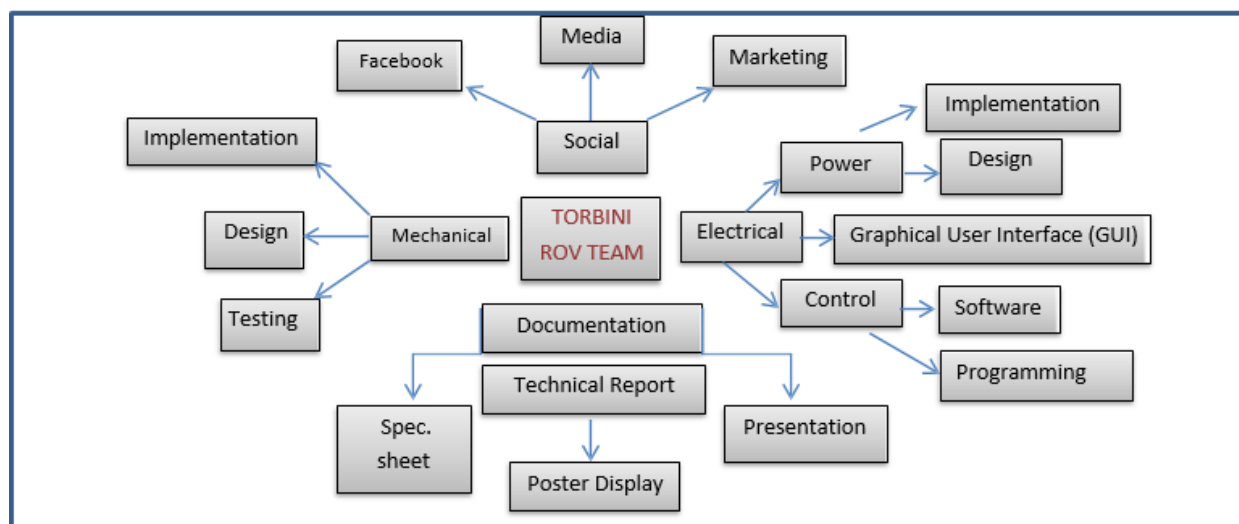 Media
Facebook
Marketing
Implementation
Implementation
Social
Power
Design
TORBINI
ROV TEAM
Design
Mechanical
Electrical
Graphical User Interface (GUI)
Testing
Control
Software
Documentation
Programming
Technical Report
Spec.
sheet
Presentation
Poster Display